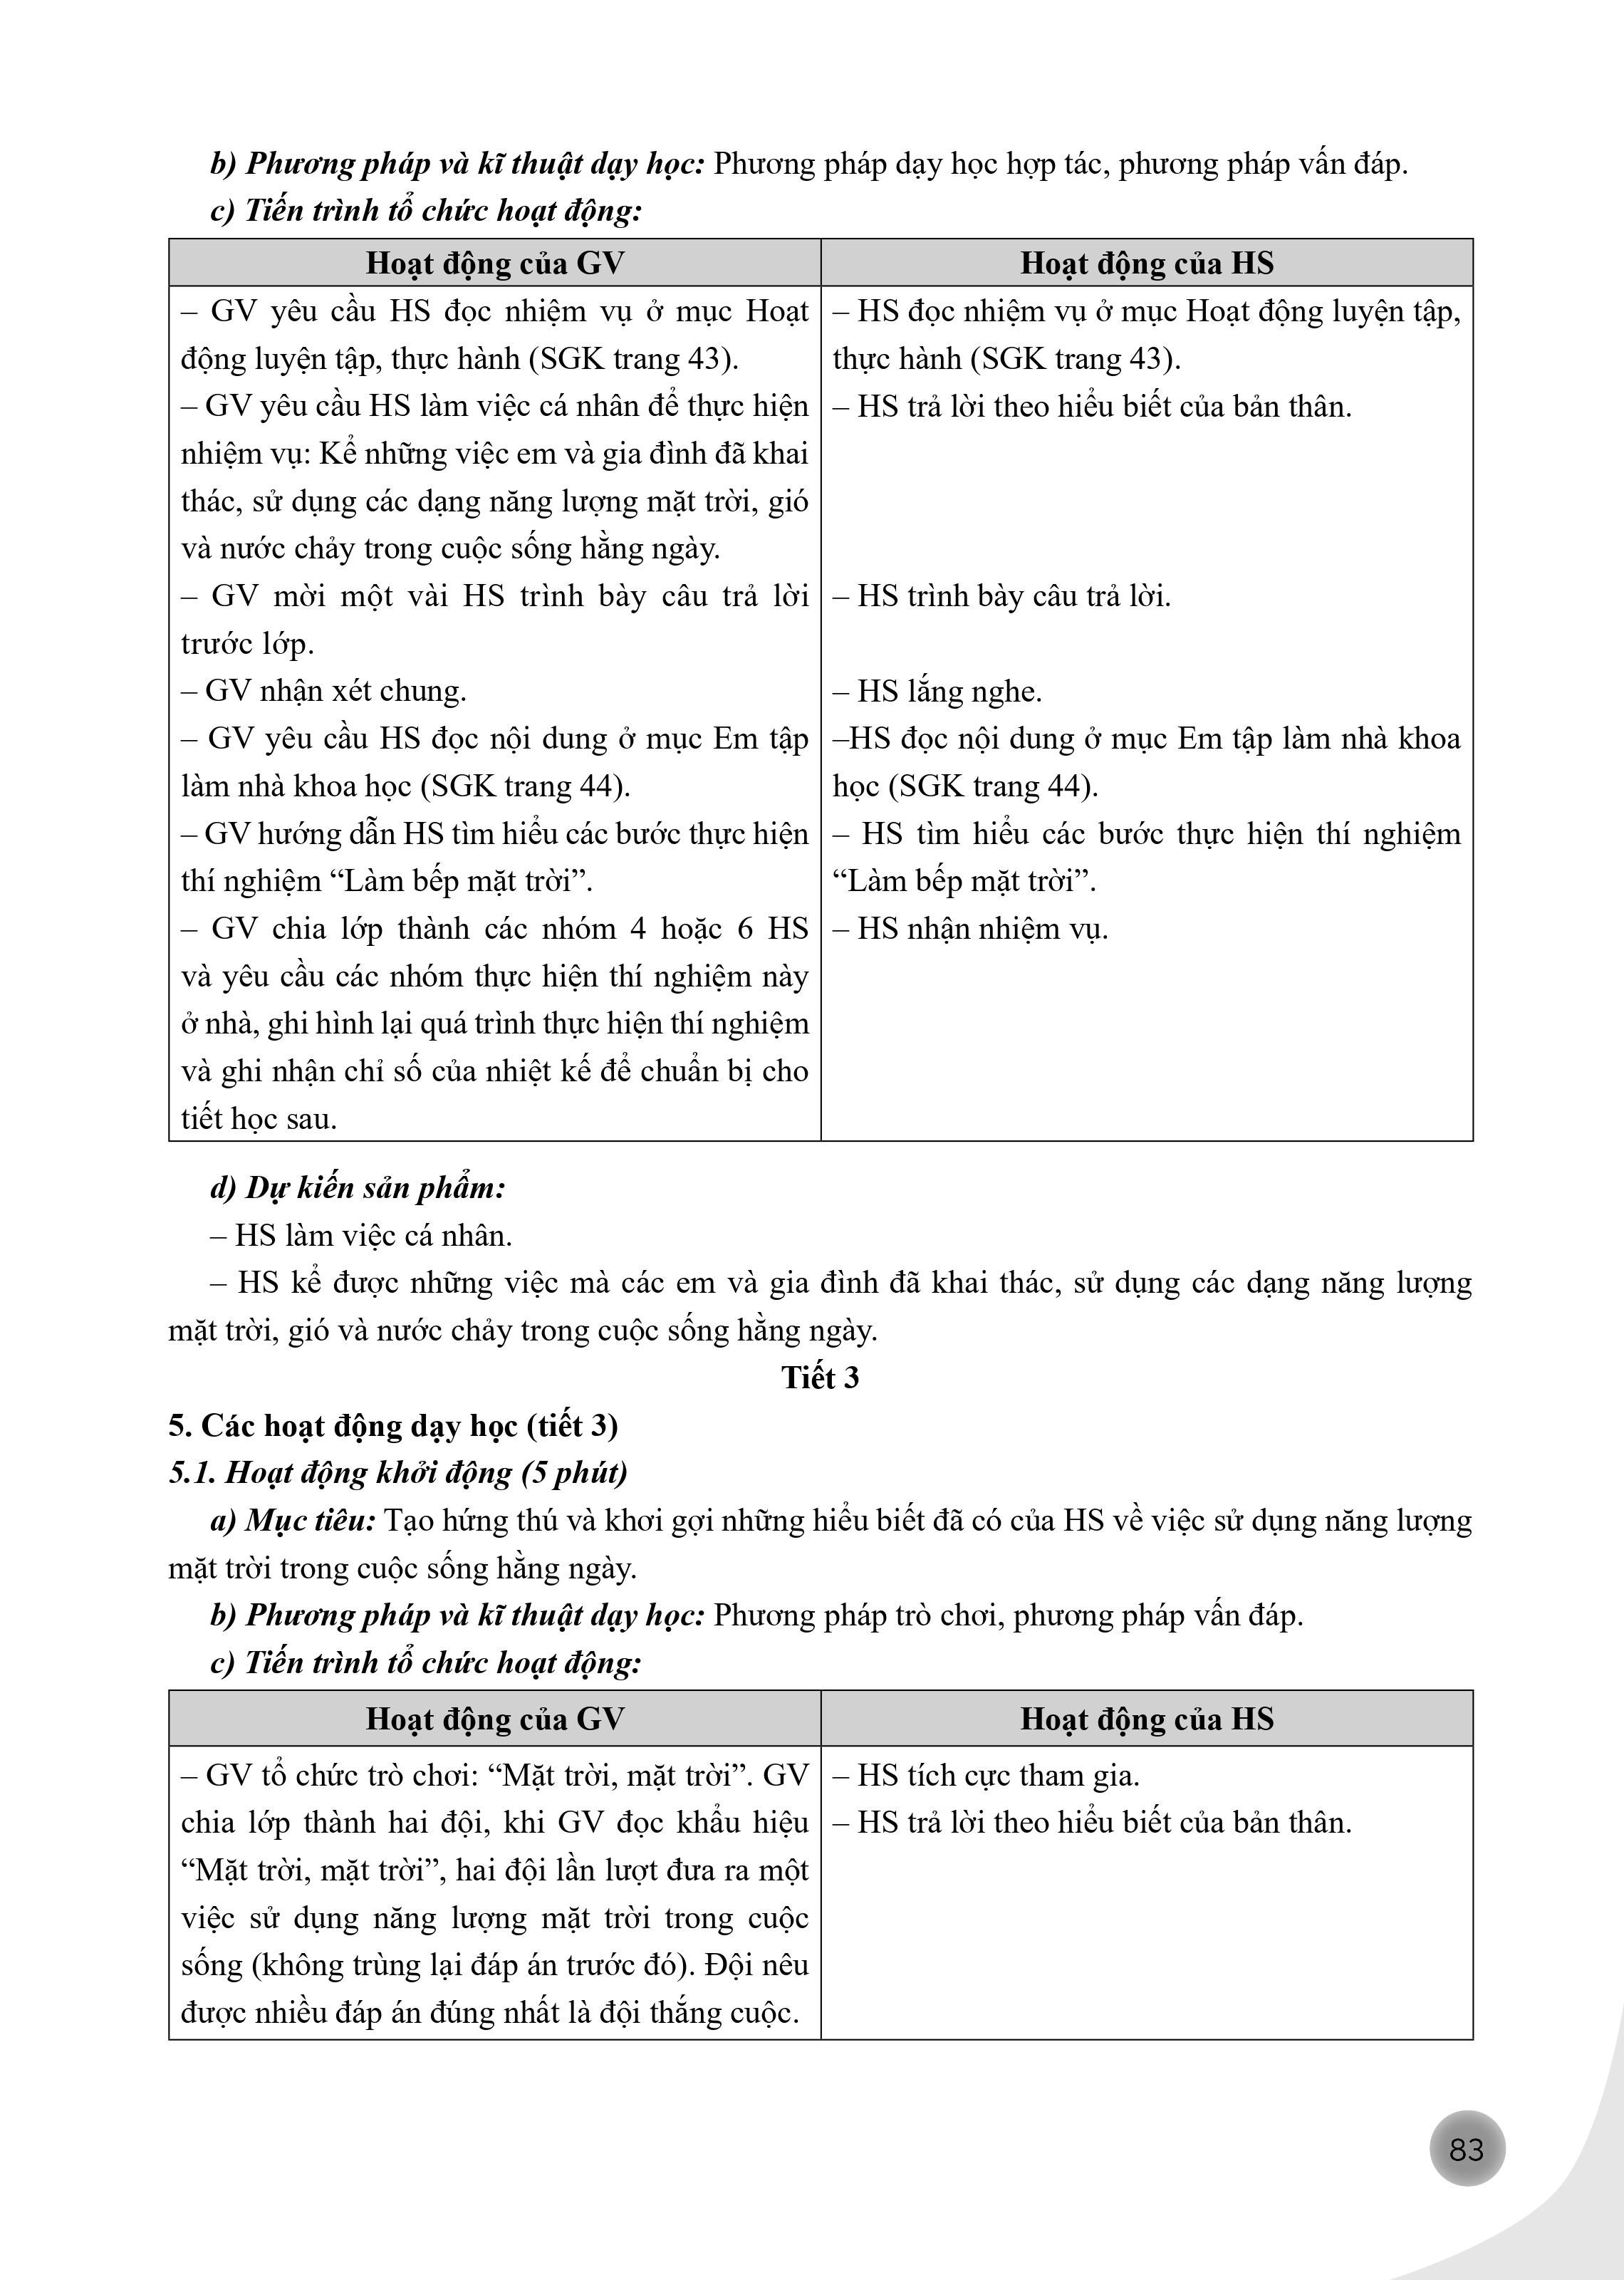 b) Phương pháp và kĩ thuật dạy học: Phương pháp dạy học hợp tác, phương pháp vấn đáp.
c) Tiến trình tổ chức hoạt động:
Hoạt động của GV
– GV yêu cầu HS đọc nhiệm vụ ở mục Hoạt
động luyện tập, thực hành (SGK trang 43).
– GV yêu cầu HS làm việc cá nhân để thực hiện
nhiệm vụ: Kể những việc em và gia đình đã khai
thác, sử dụng các dạng năng lượng mặt trời, gió
và nước chảy trong cuộc sống hằng ngày.
– GV mời một vài HS trình bày câu trả lời
trước lớp.
– GV nhận xét chung.
– GV yêu cầu HS đọc nội dung ở mục Em tập
làm nhà khoa học (SGK trang 44).
– GV hướng dẫn HS tìm hiểu các bước thực hiện
thí nghiệm “Làm bếp mặt trời”.
– GV chia lớp thành các nhóm 4 hoặc 6 HS
và yêu cầu các nhóm thực hiện thí nghiệm này
ở nhà, ghi hình lại quá trình thực hiện thí nghiệm
và ghi nhận chỉ số của nhiệt kế để chuẩn bị cho
tiết học sau.
Hoạt động của HS
– HS đọc nhiệm vụ ở mục Hoạt động luyện tập,
thực hành (SGK trang 43).
– HS trả lời theo hiểu biết của bản thân.
– HS trình bày câu trả lời.
– HS lắng nghe.
–HS đọc nội dung ở mục Em tập làm nhà khoa
học (SGK trang 44).
– HS tìm hiểu các bước thực hiện thí nghiệm
“Làm bếp mặt trời”.
– HS nhận nhiệm vụ.
d) Dự kiến sản phẩm:
– HS làm việc cá nhân.
– HS kể được những việc mà các em và gia đình đã khai thác, sử dụng các dạng năng lượng
mặt trời, gió và nước chảy trong cuộc sống hằng ngày.
Tiết 3
5. Các hoạt động dạy học (tiết 3)
5.1. Hoạt động khởi động (5 phút)
a) Mục tiêu: Tạo hứng thú và khơi gợi những hiểu biết đã có của HS về việc sử dụng năng lượng
mặt trời trong cuộc sống hằng ngày.
b) Phương pháp và kĩ thuật dạy học: Phương pháp trò chơi, phương pháp vấn đáp.
c) Tiến trình tổ chức hoạt động:
Hoạt động của GV
– GV tổ chức trò chơi: “Mặt trời, mặt trời”. GV
chia lớp thành hai đội, khi GV đọc khẩu hiệu
“Mặt trời, mặt trời”, hai đội lần lượt đưa ra một
việc sử dụng năng lượng mặt trời trong cuộc
sống (không trùng lại đáp án trước đó). Đội nêu
được nhiều đáp án đúng nhất là đội thắng cuộc.
Hoạt động của HS
– HS tích cực tham gia.
– HS trả lời theo hiểu biết của bản thân.
83